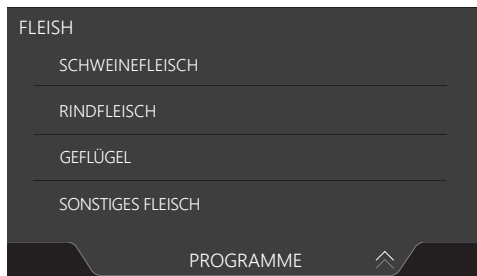 FLEISH
SCHWEINEFLEISCH
RINDFLEISCH
GEFLÜGEL
SONSTIGES FLEISCH
PROGRAMME